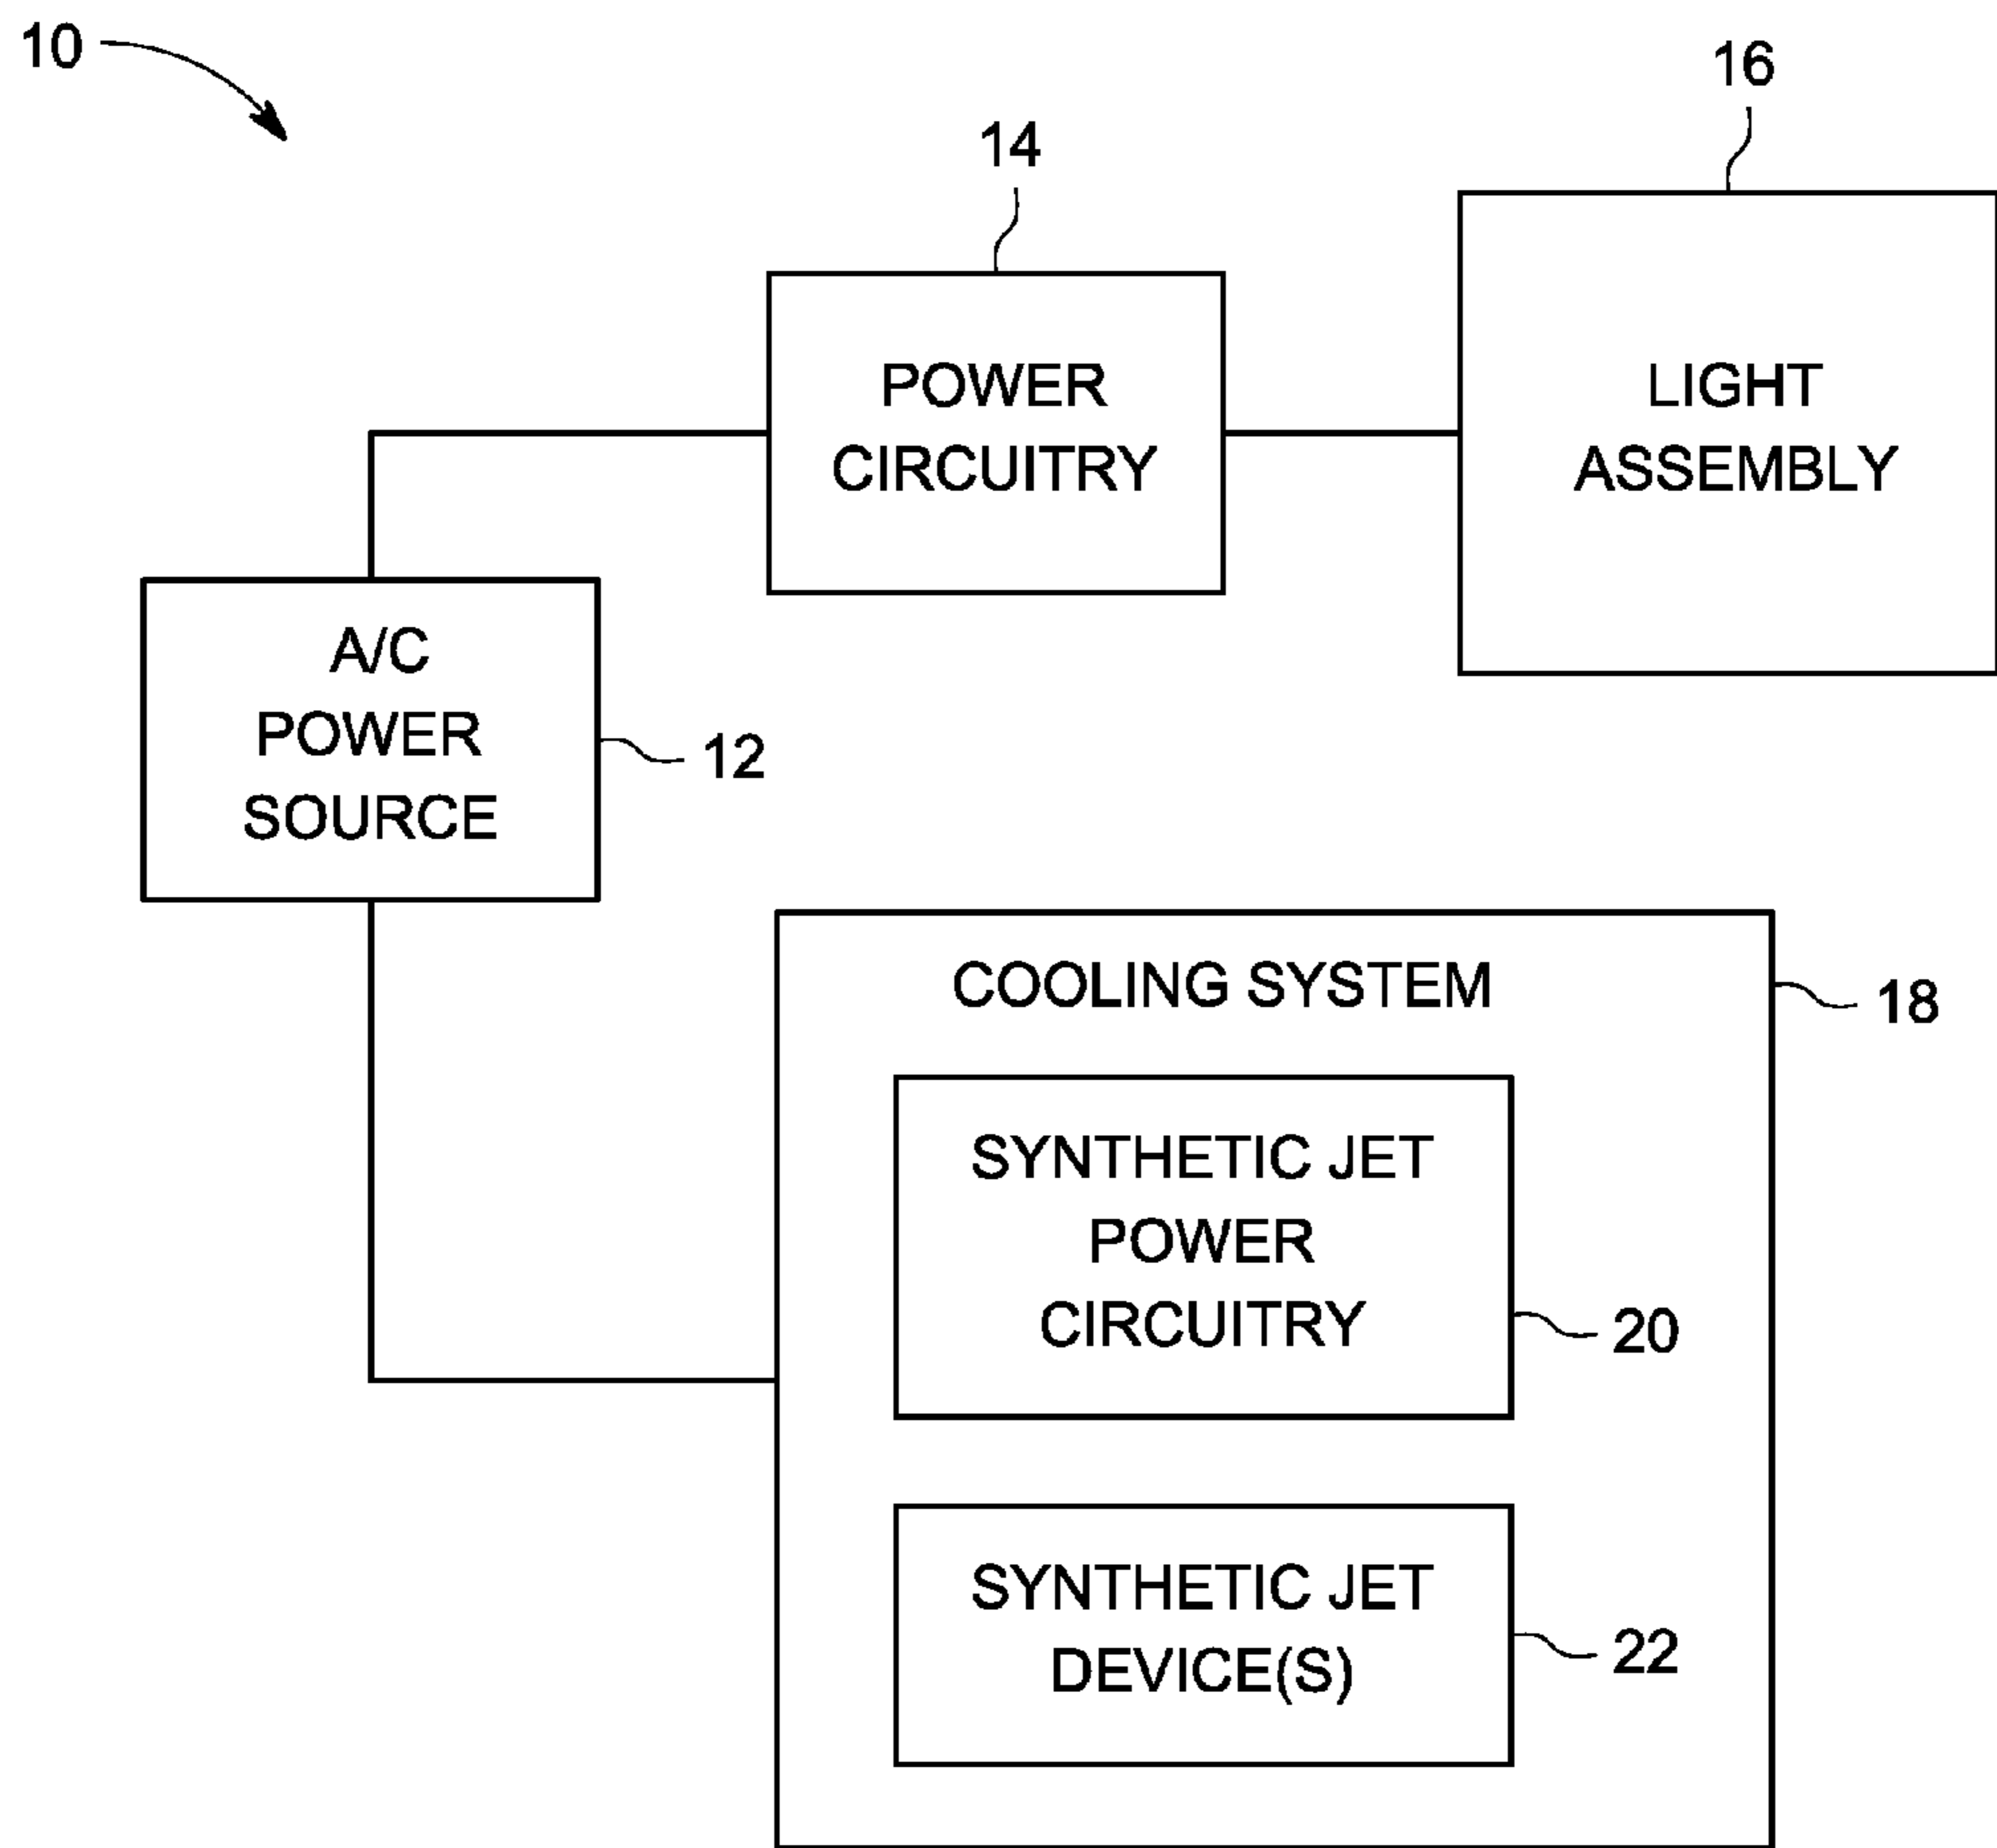 10
16
14
POWER
CIRCUITRY
LIGHT
ASSEMBLY
A/C
POWER
SOURCE
12
COOLING SYSTEM
18
SYNTHETIC JET
POWER
CIRCUITRY
20
SYNTHETIC JET
DEVICE(S)
22